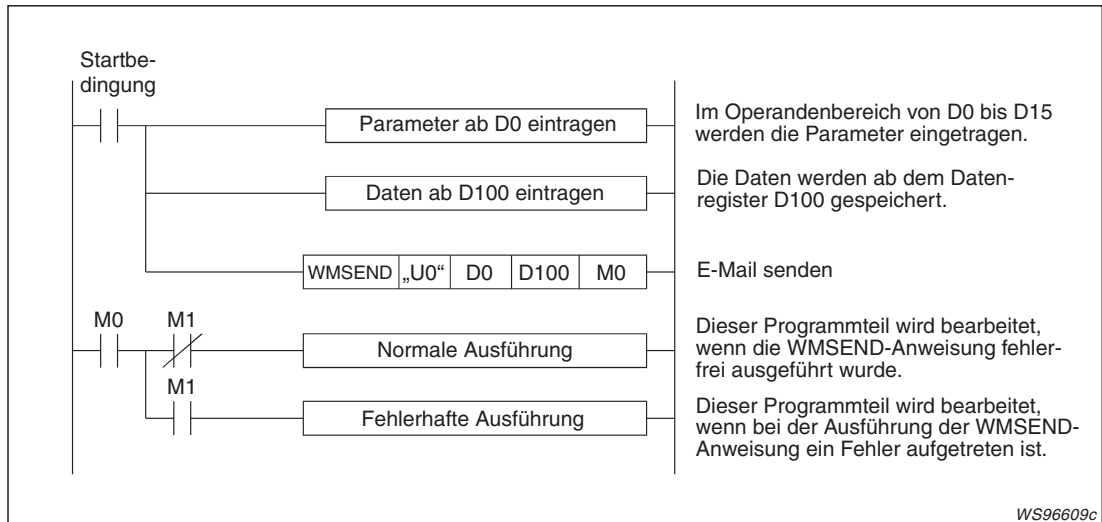 Startbe-
dingung
Parameter ab D0 eintragen
Im Operandenbereich von D0 bis D15
werden die Parameter eingetragen.
Daten ab D100 eintragen
Die Daten werden ab dem Daten-
register D100 gespeichert.
WMSEND „U0“ D0 D100 M0
E-Mail senden
M0 M1
Normale Ausführung
Dieser Programmteil wird bearbeitet,
wenn die WMSEND-Anweisung fehler-
frei ausgeführt wurde.
M1
Fehlerhafte Ausführung
Dieser Programmteil wird bearbeitet,
wenn bei der Ausführung der WMSEND-
Anweisung ein Fehler aufgetreten ist.
WS96609c